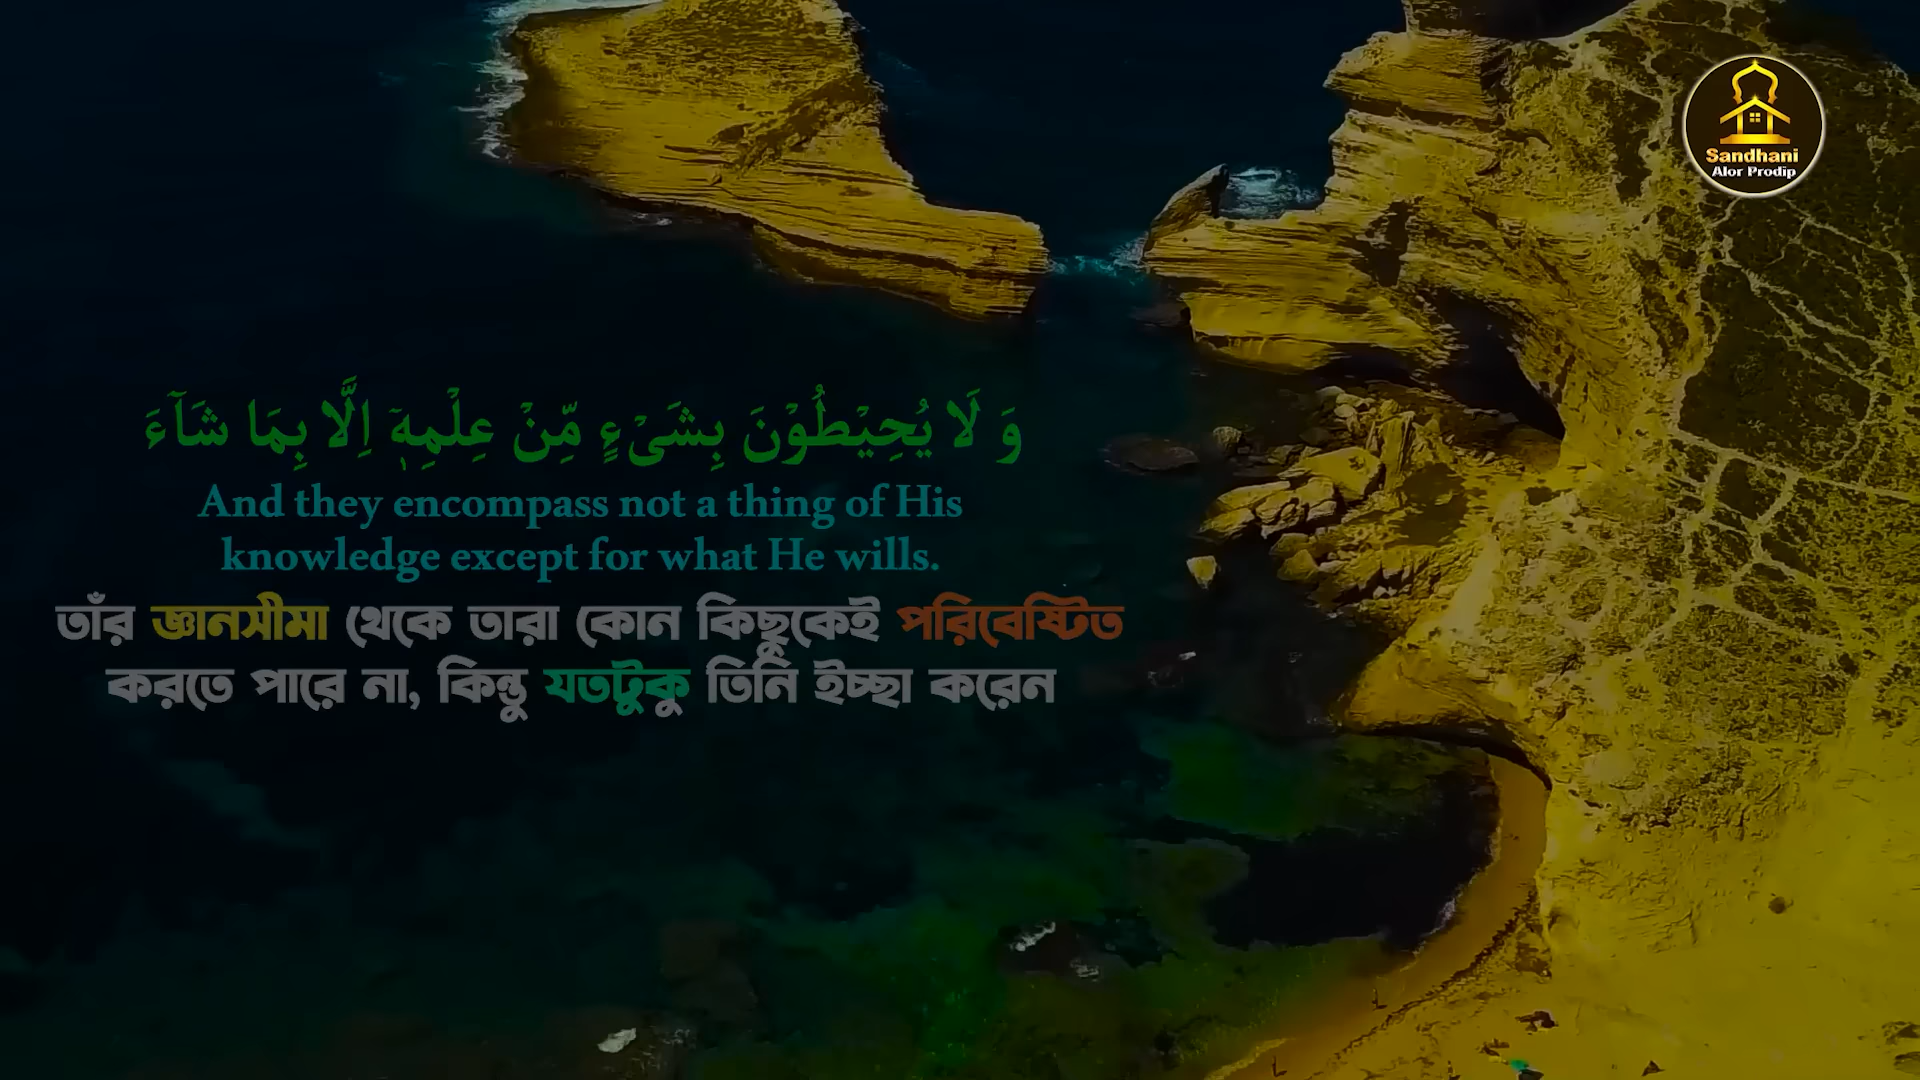 Sandhani
Alor Prodip
وَ لَا يُحِيْطُوْنَ بِشَىْءٍ مِّنْ عِلْمِهٖۤ اِلَّا بِمَا شَآءَ
And they encompass not a thing of His
knowledge except for what He wills.
তাঁর জ্ঞানসীমা থেকে তারা কোন কিছুকেই পরিবেষ্টিত
করতে পারে না, কিন্তু যতটুকু তিনি ইচ্ছা করেন